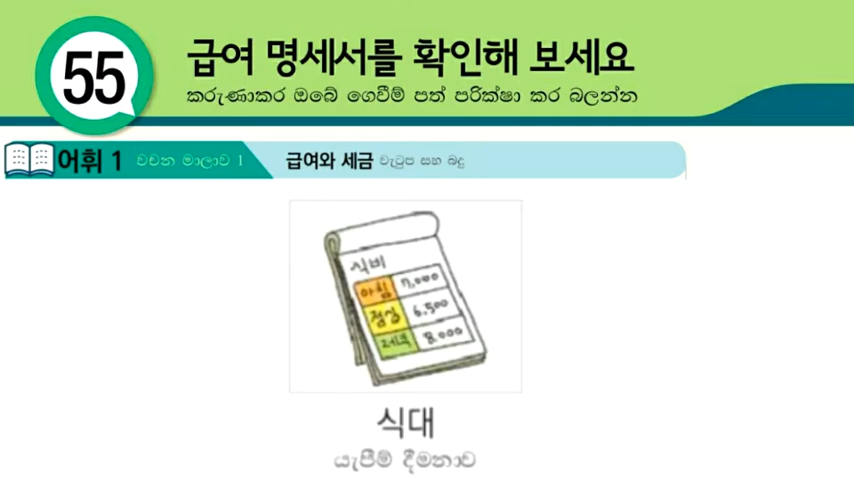 55
급여 명세서를 확인해 보세요
කරුණාකර ඔබේ ගෙවීම් පත් පරික්ෂා කර බලන්න
어휘 1 වචන මාලාව 1 급여와 세금 වැටුප සහ බදු
식비
아침 7,000
점심 6,500
저녁 8,000
식대
යැපීම් දීමනාව